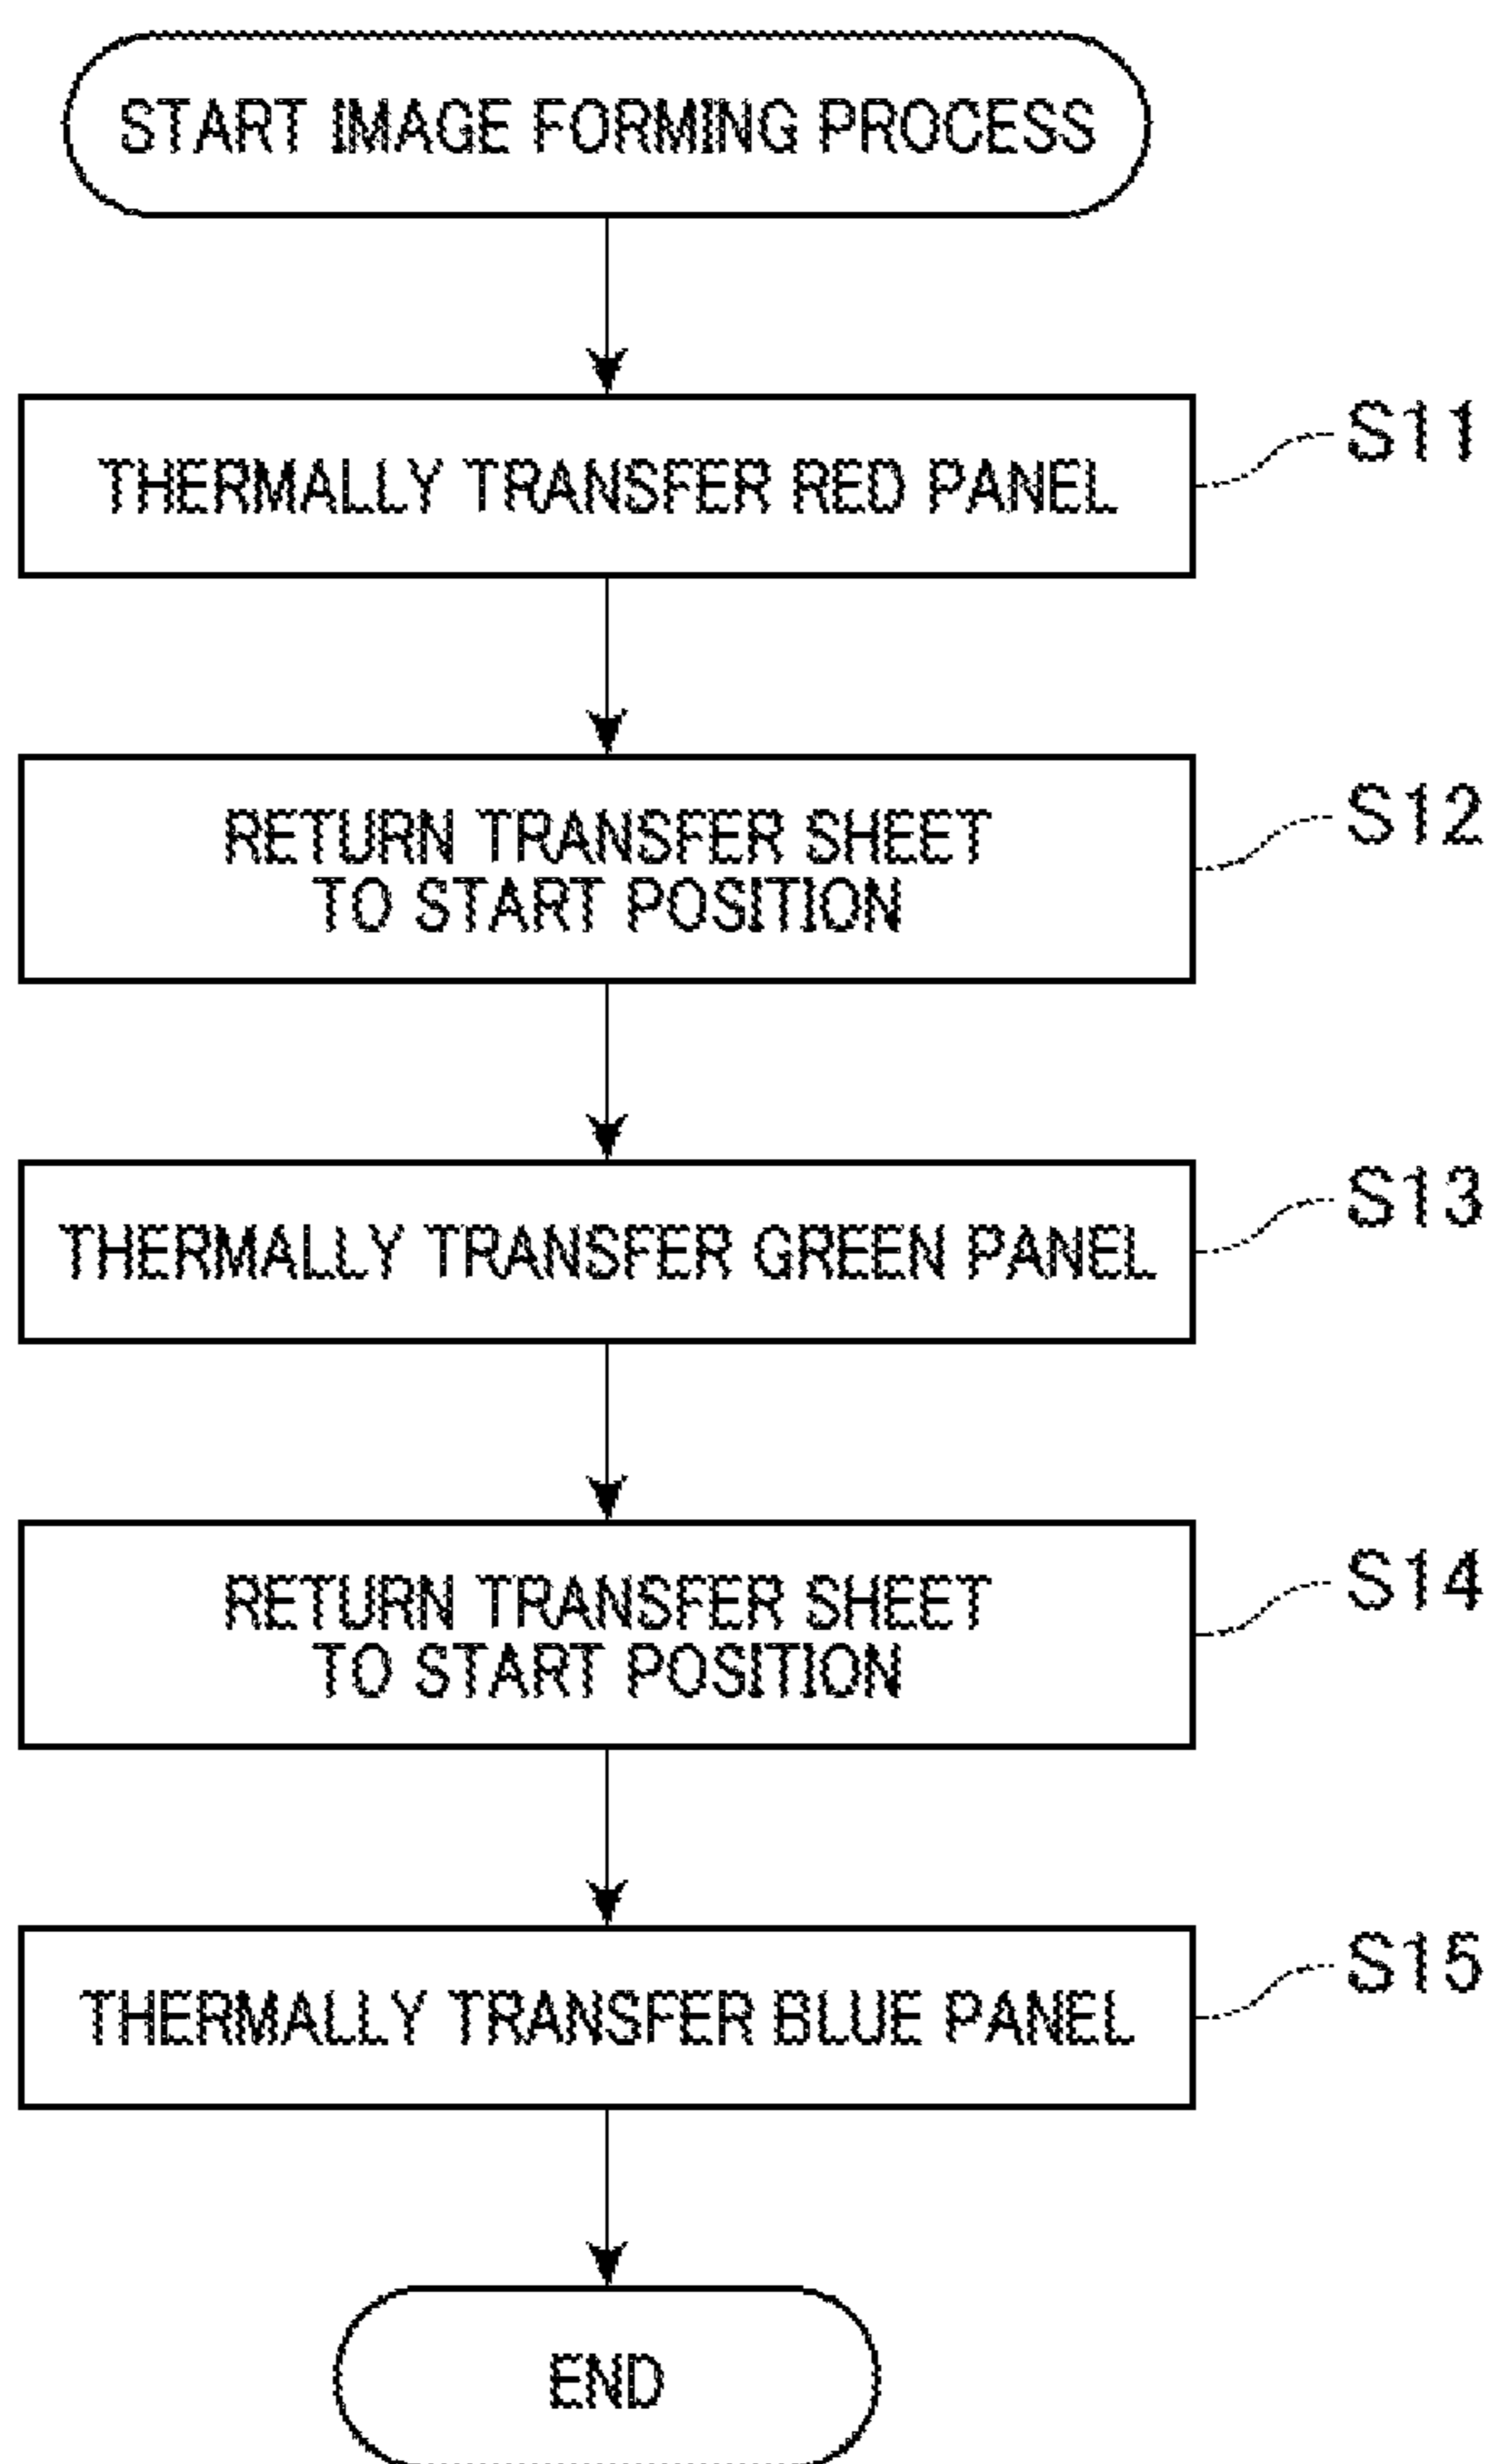 START IMAGE FORMING PROCESS
THERMALLY TRANSFER RED PANEL
S11
RETURN TRANSFER SHEET
TO START POSITION
S12
THERMALLY TRANSFER GREEN PANEL
S13
RETURN TRANSFER SHEET
TO START POSITION
S14
THERMALLY TRANSFER BLUE PANEL
S15
END